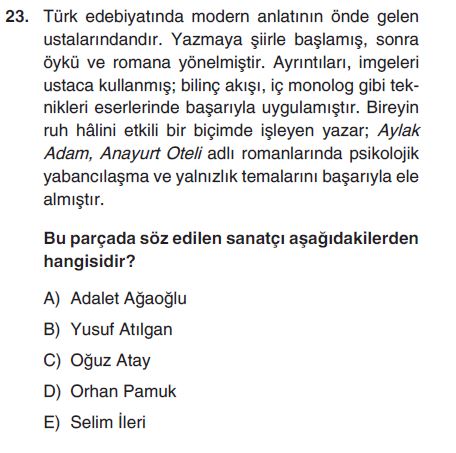 23. Türk edebiyatında modern anlatının önde gelen
ustalarındandır. Yazmaya şiirle başlamış, sonra
öykü ve romana yönelmiştir. Ayrıntıları, imgeleri
ustaca kullanmış; bilinç akışı, iç monolog gibi tek-
nikleri eserlerinde başarıyla uygulamıştır. Bireyin
ruh hâlini etkili bir biçimde işleyen yazar; Aylak
Adam, Anayurt Oteli adlı romanlarında psikolojik
yabancılaşma ve yalnızlık temalarını başarıyla ele
almıştır.
Bu parçada söz edilen sanatçı aşağıdakilerden
hangisidir?
A) Adalet Ağaoğlu
B) Yusuf Atılgan
C) Oğuz Atay
D) Orhan Pamuk
E) Selim İleri